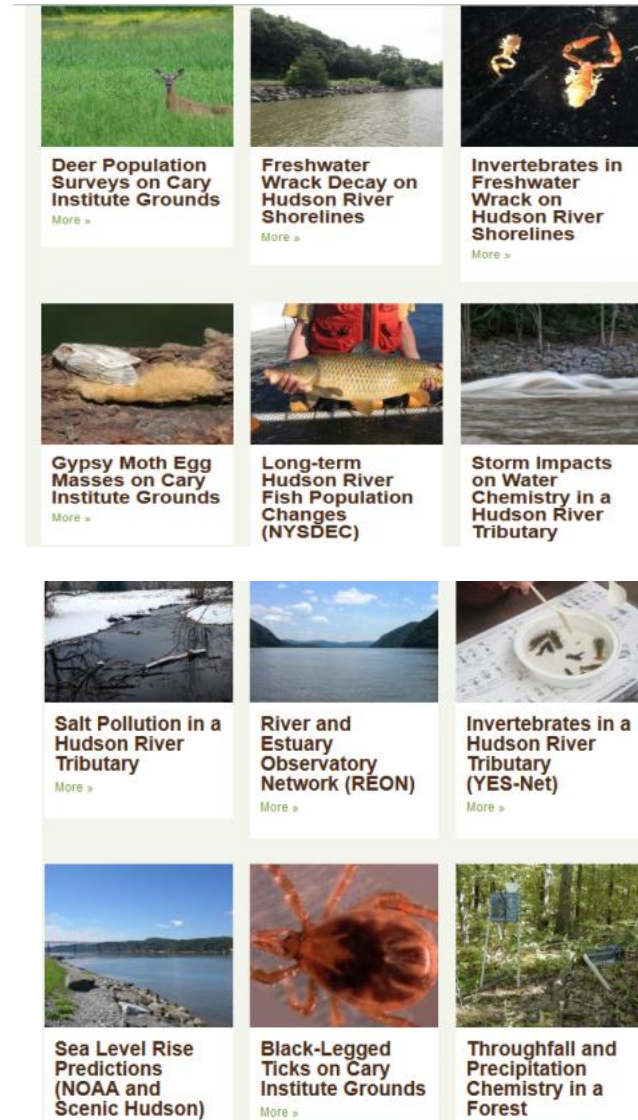 Deer Population
Surveys on Cary
Institute Grounds
More »
Freshwater
Wrack Decay on
Hudson River
Shorelines
More »
Invertebrates in
Freshwater
Wrack on
Hudson River
Shorelines
More »
Gypsy Moth Egg
Masses on Cary
Institute Grounds
More »
Long-term
Hudson River
Fish Population
Changes
(NYSDEC)
Storm Impacts
on Water
Chemistry in a
Hudson River
Tributary
Salt Pollution in a
Hudson River
Tributary
More »
River and
Estuary
Observatory
Network (REON)
More »
Invertebrates in a
Hudson River
Tributary
(YES-Net)
More »
Sea Level Rise
Predictions
(NOAA and
Scenic Hudson)
Black-Legged
Ticks on Cary
Institute Grounds
More »
Throughfall and
Precipitation
Chemistry in a
Forest